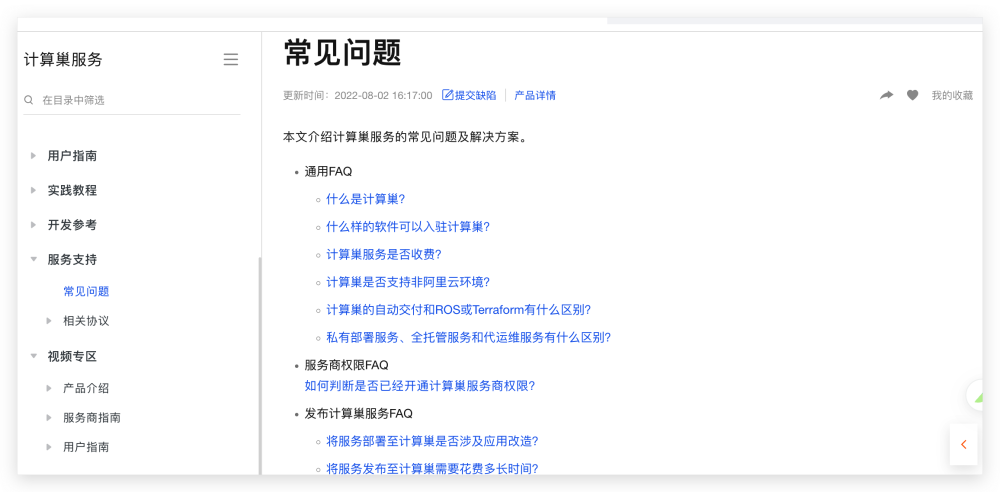 计算巢服务
在目录中筛选
用户指南
实践教程
开发参考
服务支持
常见问题
相关协议
视频专区
产品介绍
服务商指南
用户指南
常见问题
更新时间：2022-08-02 16:17:00 提交缺陷 产品详情 我的收藏
本文介绍计算巢服务的常见问题及解决方案。
通用FAQ
什么是计算巢?
什么样的软件可以入驻计算巢?
计算巢服务是否收费?
计算巢是否支持非阿里云环境?
计算巢的自动交付和ROS或Terraform有什么区别?
私有部署服务、全托管服务和代运维服务有什么区别?
服务商权限FAQ
如何判断是否已经开通计算巢服务商权限?
发布计算巢服务FAQ
将服务部署至计算巢是否涉及应用改造?
将服务发布至计算巢需要花费多长时间?